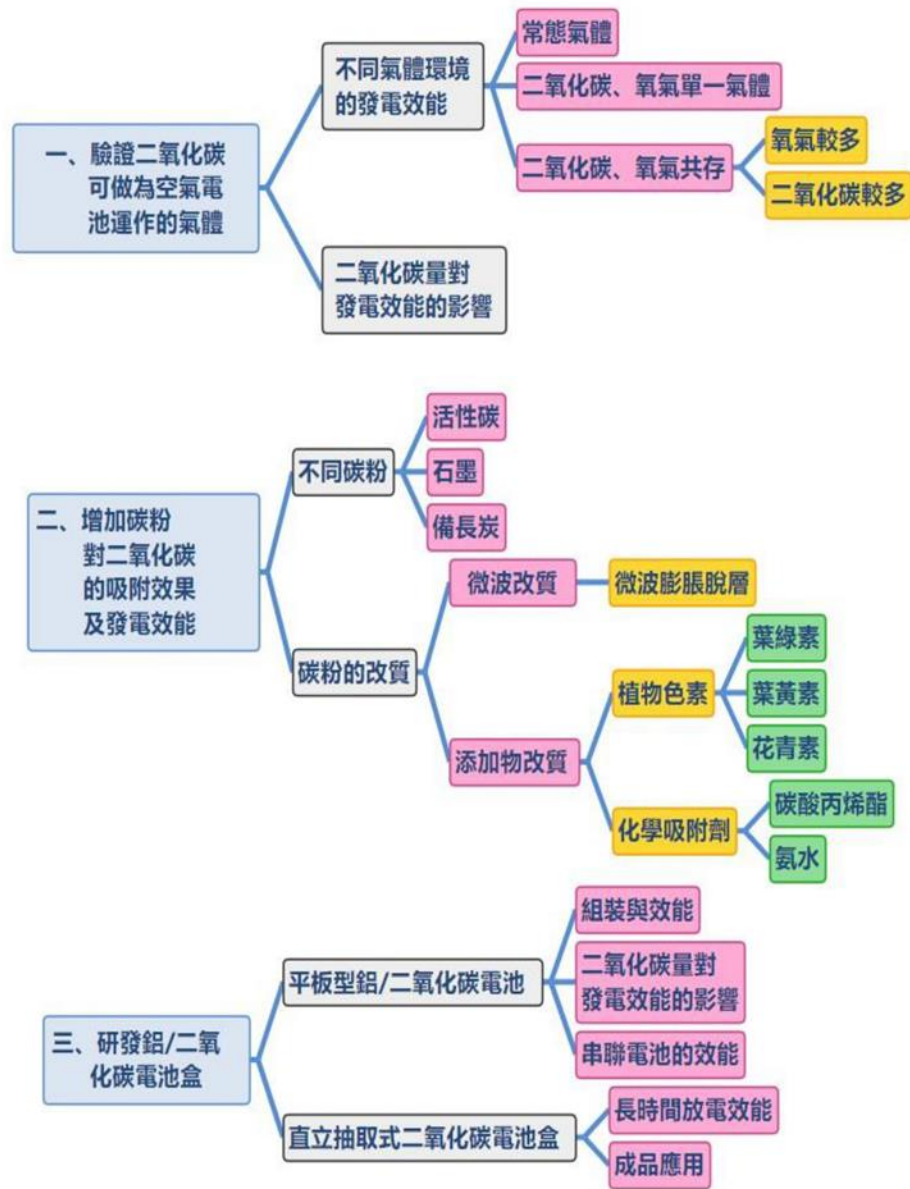 一、驗證二氧化碳
可做為空氣電
池運作的氣體
不同氣體環境
的發電效能
常態氣體
二氧化碳、氧氣單一氣體
二氧化碳、氧氣共存
氧氣較多
二氧化碳較多
二氧化碳量對
發電效能的影響
二、增加碳粉
對二氧化碳
的吸附效果
及發電效能
不同碳粉
活性碳
石墨
備長炭
碳粉的改質
微波改質
微波膨脹脫層
添加物改質
植物色素
葉綠素
葉黃素
花青素
化學吸附劑
碳酸丙烯酯
氨水
三、研發鋁/二氧
化碳電池盒
平板型鋁/二氧化碳電池
組裝與效能
二氧化碳量對
發電效能的影響
串聯電池的效能
直立抽取式二氧化碳電池盒
長時間放電效能
成品應用